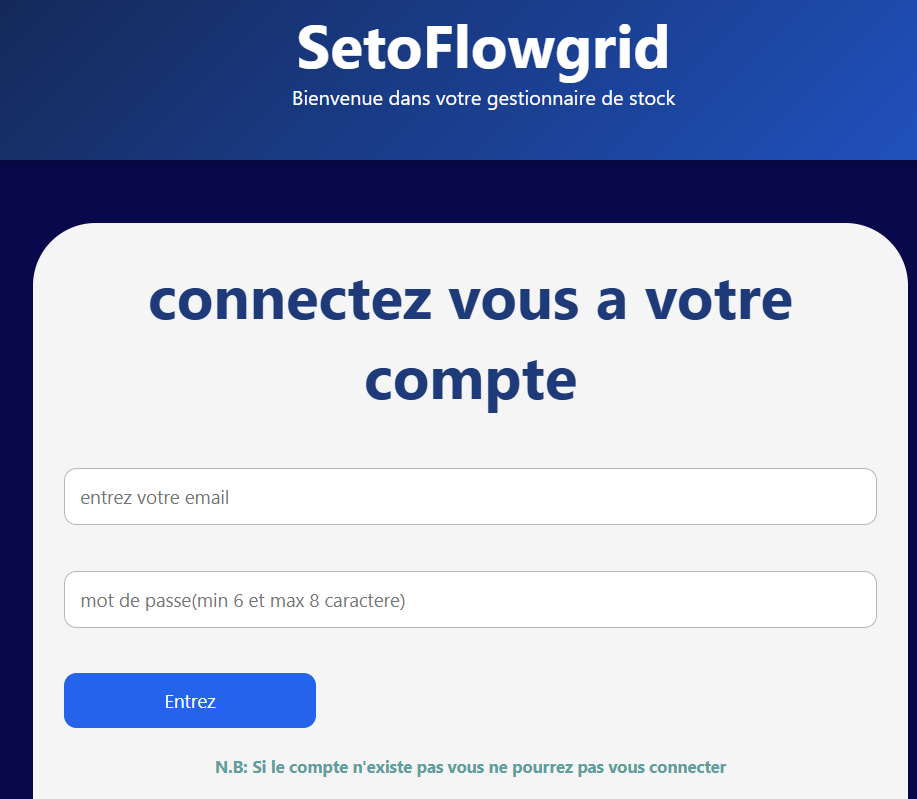 SetoFlowgrid
Bienvenue dans votre gestionnaire de stock
connectez vous a votre
compte
entrez votre email
mot de passe(min 6 et max 8 caractere)
Entrez
N.B: Si le compte n'existe pas vous ne pourrez pas vous connecter